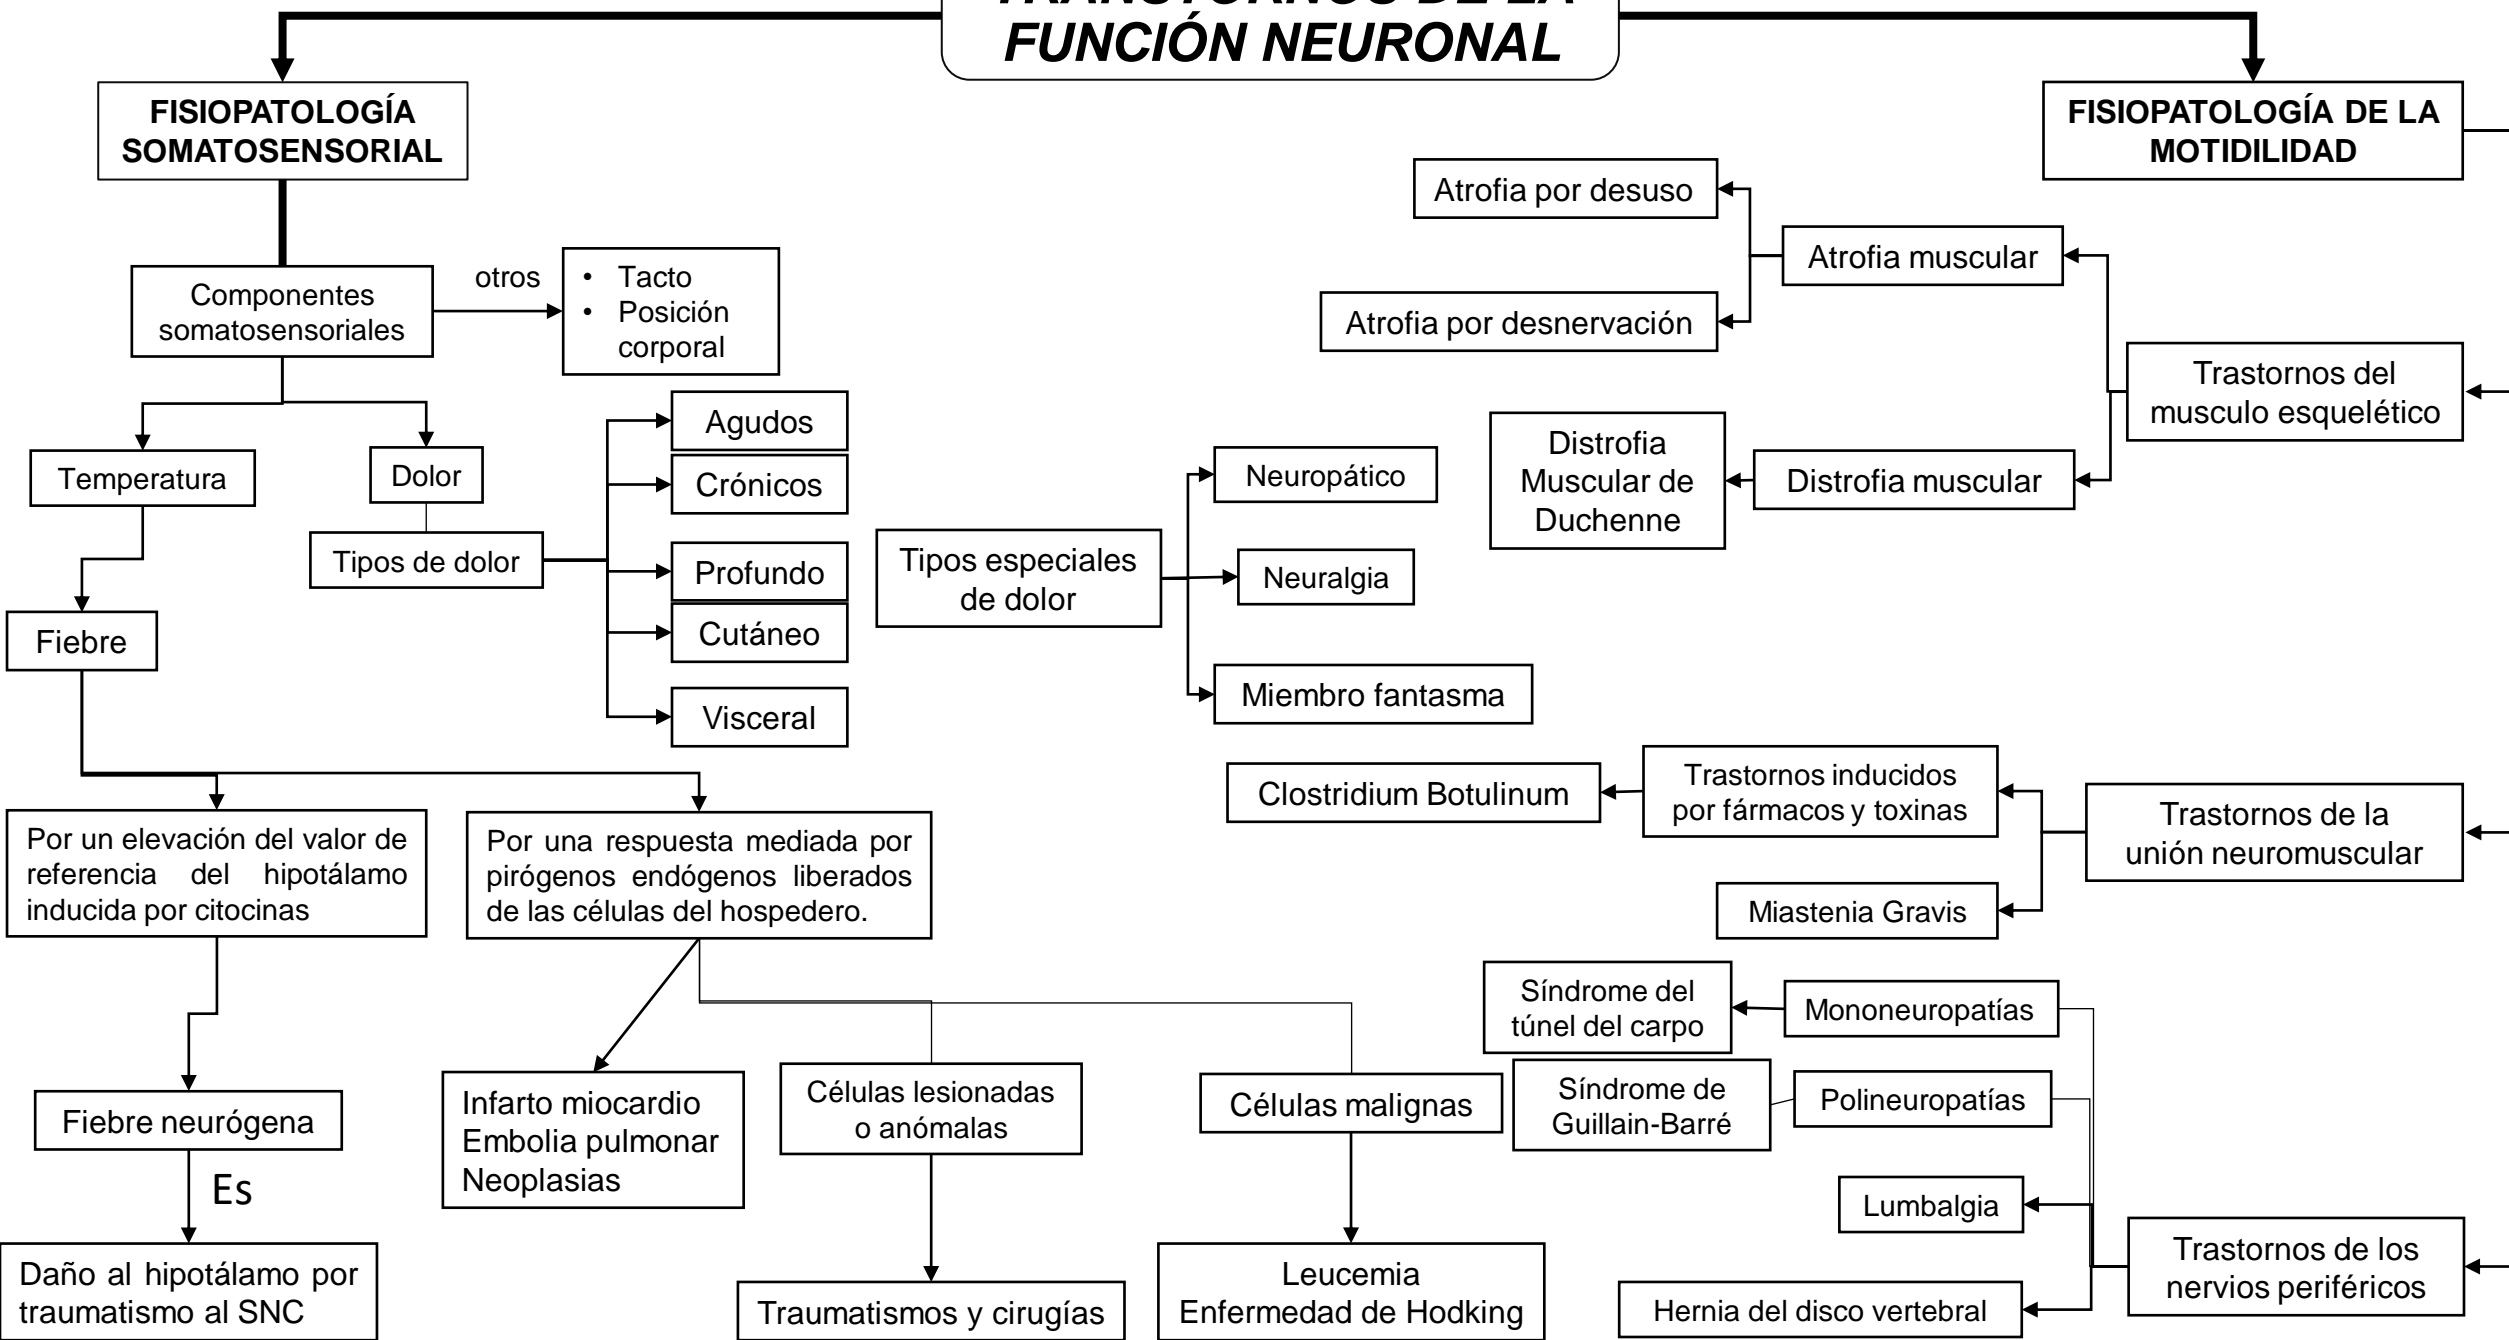 TRANSTORNOS DE LA
FUNCIÓN NEURONAL
FISIOPATOLOGÍA
SOMATOSENSORIAL
Componentes
somatosensoriales
otros
• Tacto
• Posición
corporal
Temperatura
Dolor
Tipos de dolor
Agudos
Crónicos
Profundo
Cutáneo
Visceral
Tipos especiales
de dolor
Neuropático
Neuralgia
Miembro fantasma
Fiebre
Por un elevación del valor de
referencia del hipotálamo
inducida por citocinas
Por una respuesta mediada por
pirógenos endógenos liberados
de las células del hospedero.
Fiebre neurógena
Es
Daño al hipotálamo por
traumatismo al SNC
Infarto miocardio
Embolia pulmonar
Neoplasias
Células lesionadas
o anómalas
Traumatismos y cirugías
Células malignas
Leucemia
Enfermedad de Hodking
FISIOPATOLOGÍA DE LA
MOTIDILIDAD
Trastornos del
musculo esquelético
Atrofia muscular
Atrofia por desuso
Atrofia por desnervación
Distrofia muscular
Distrofia
Muscular de
Duchenne
Trastornos de la
unión neuromuscular
Trastornos inducidos
por fármacos y toxinas
Clostridium Botulinum
Miastenia Gravis
Trastornos de los
nervios periféricos
Mononeuropatías
Síndrome del
túnel del carpo
Polineuropatías
Síndrome de
Guillain-Barré
Lumbalgia
Hernia del disco vertebral